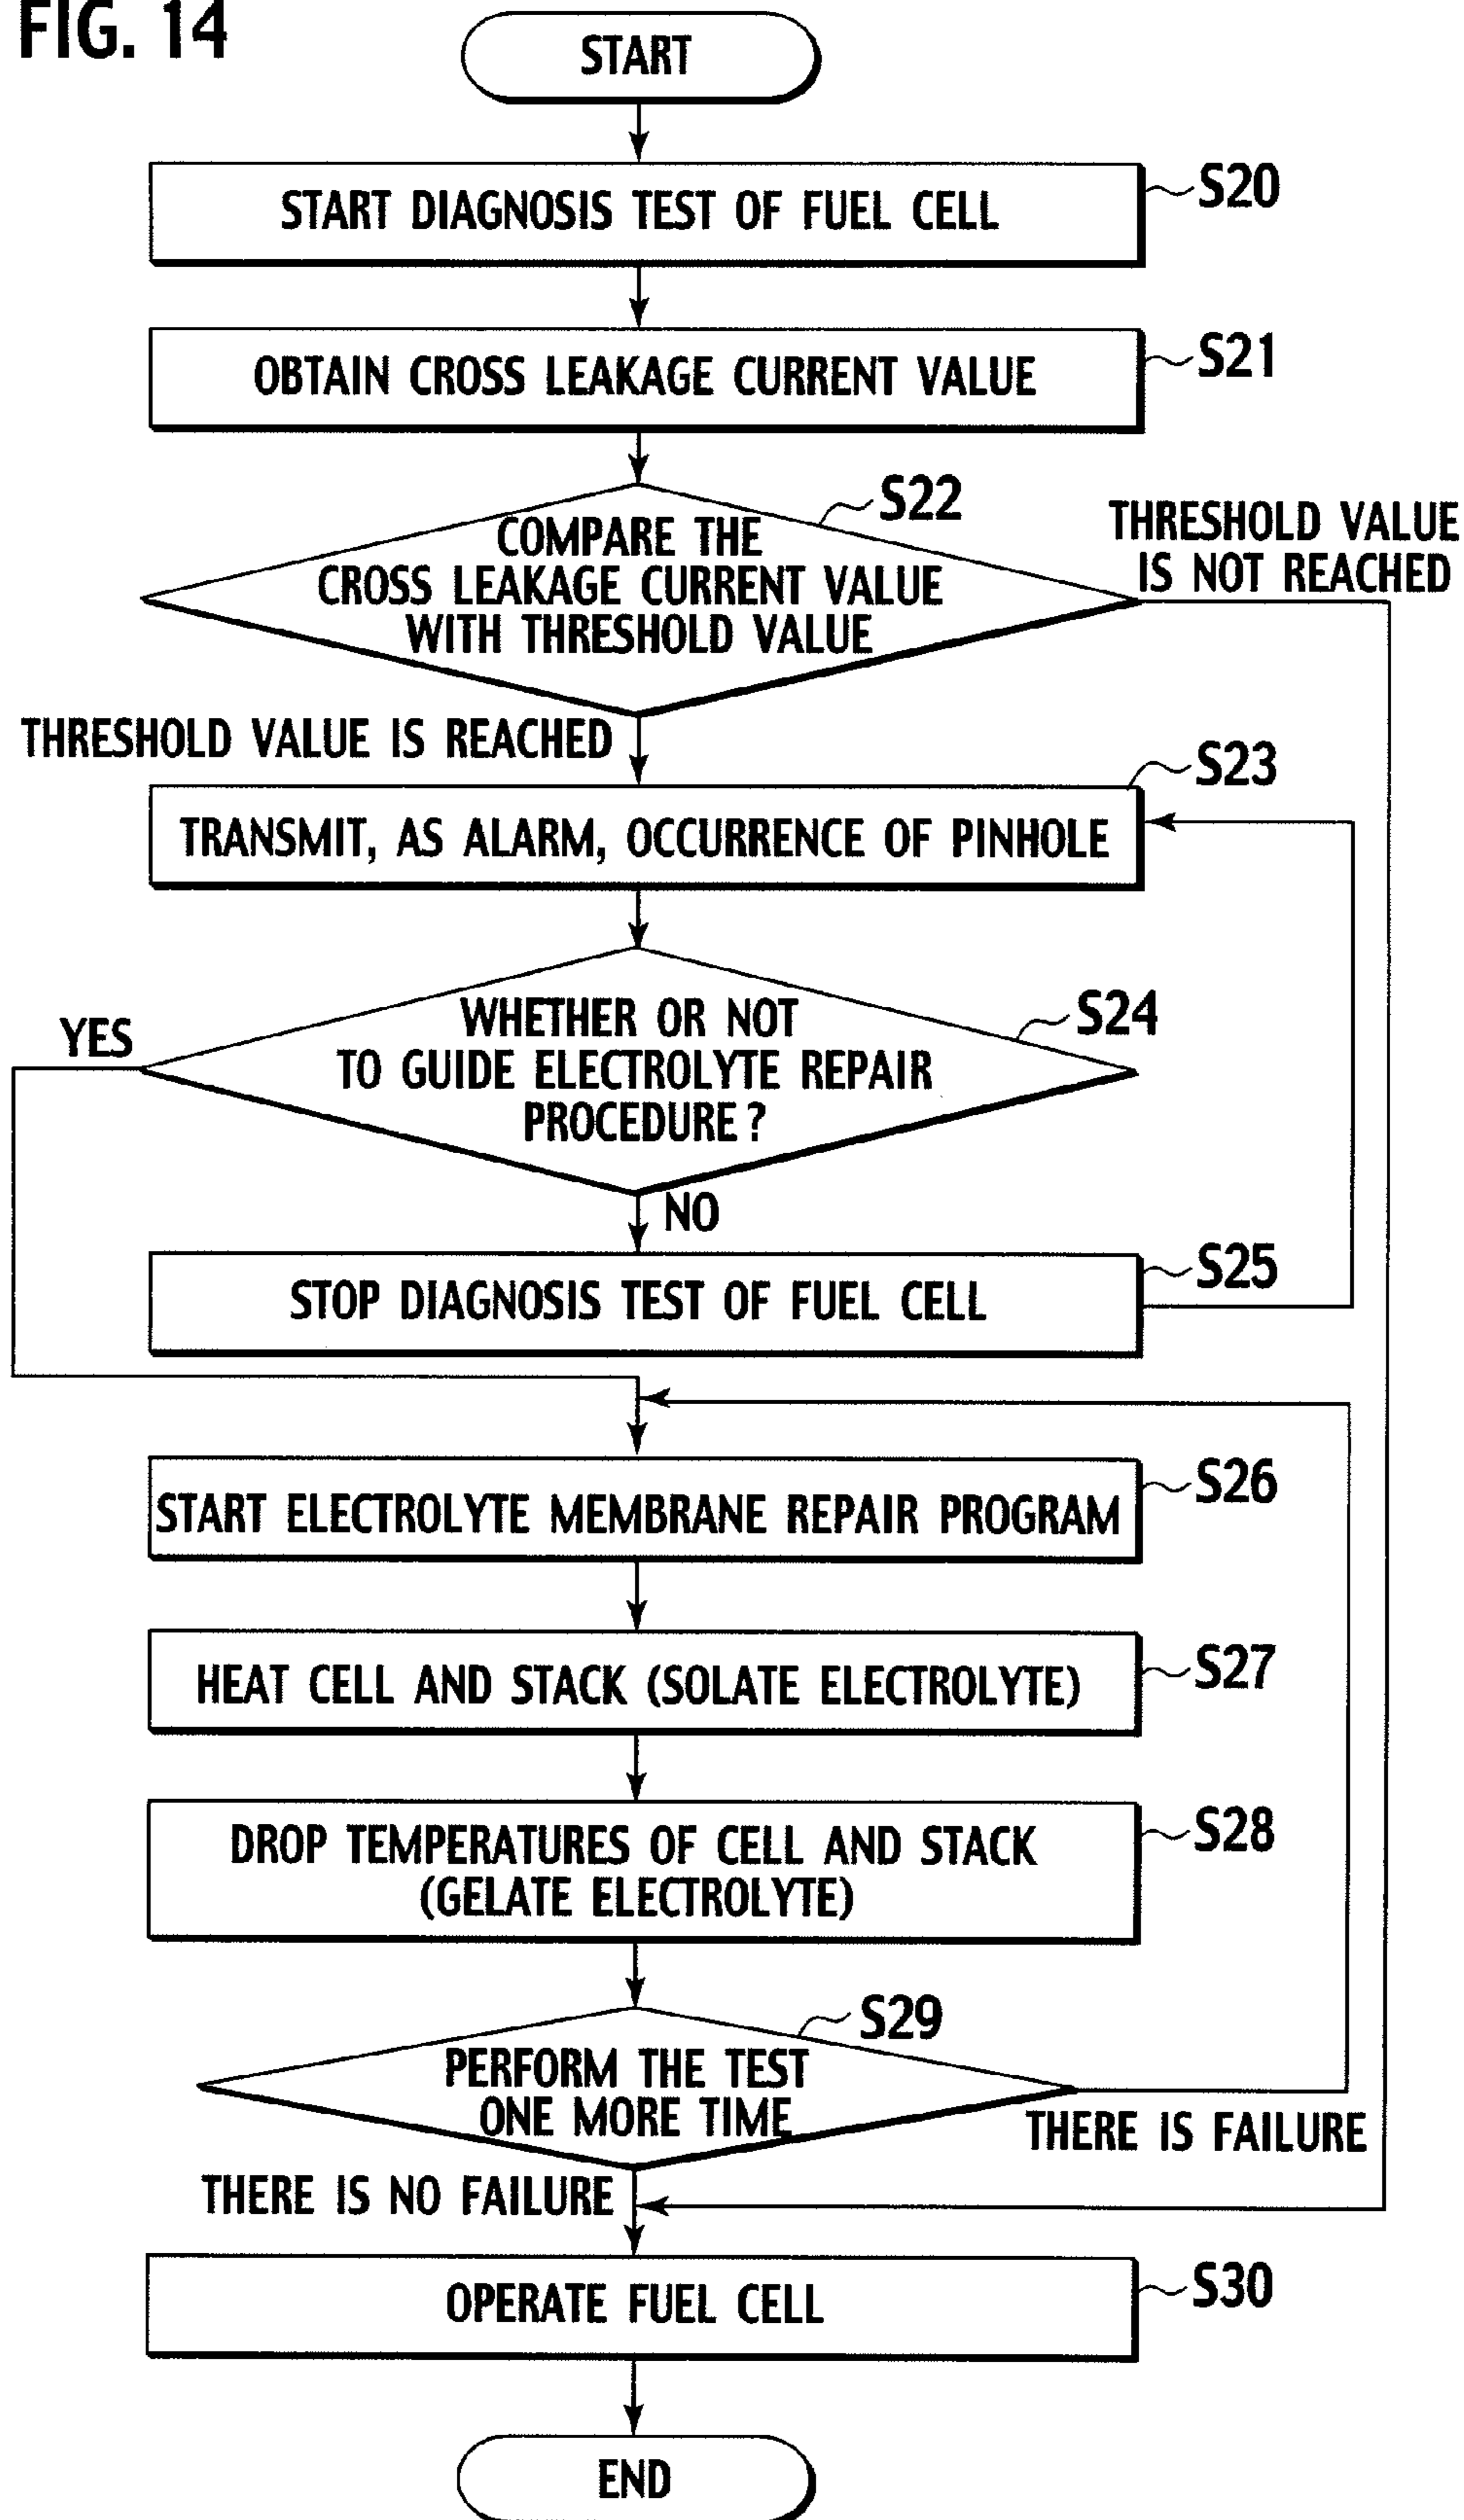 FIG. 14
START
START DIAGNOSIS TEST OF FUEL CELL
S20
OBTAIN CROSS LEAKAGE CURRENT VALUE
S21
S22
COMPARE THE
CROSS LEAKAGE CURRENT VALUE
WITH THRESHOLD VALUE
THRESHOLD VALUE
IS NOT REACHED
THRESHOLD VALUE IS REACHED
S23
TRANSMIT, AS ALARM, OCCURRENCE OF PINHOLE
S24
WHETHER OR NOT
TO GUIDE ELECTROLYTE REPAIR
PROCEDURE?
YES
NO
STOP DIAGNOSIS TEST OF FUEL CELL
S25
START ELECTROLYTE MEMBRANE REPAIR PROGRAM
S26
HEAT CELL AND STACK (SOLATE ELECTROLYTE)
S27
DROP TEMPERATURES OF CELL AND STACK
(GELATE ELECTROLYTE)
S28
S29
PERFORM THE TEST
ONE MORE TIME
THERE IS FAILURE
THERE IS NO FAILURE
OPERATE FUEL CELL
S30
END